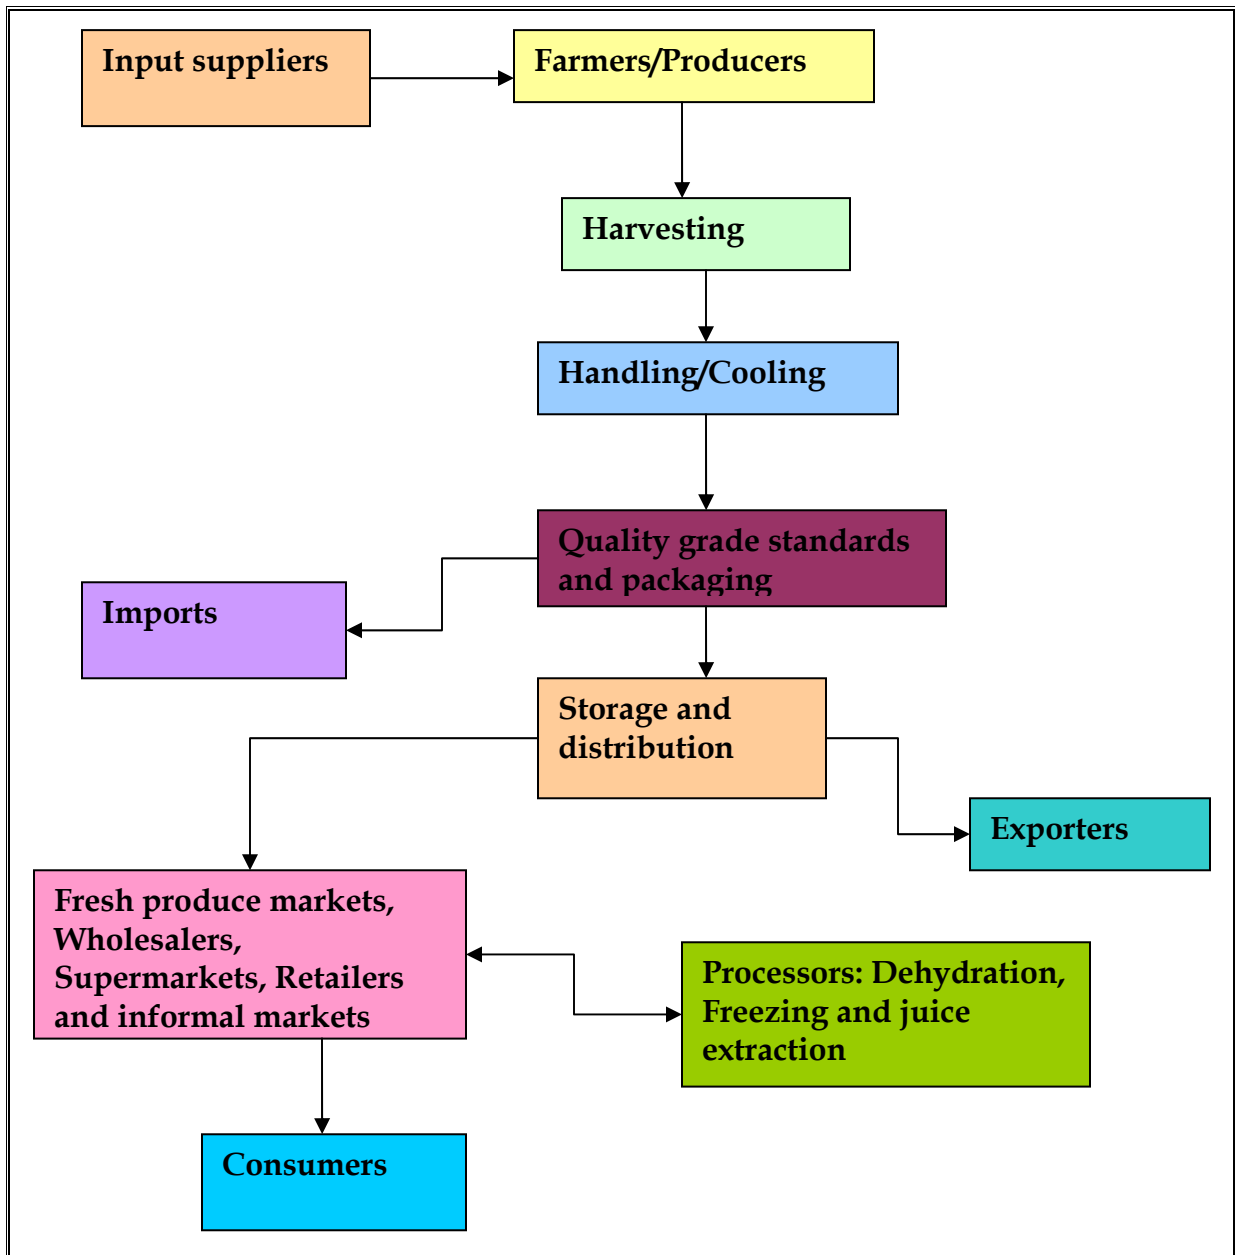 Input suppliers
Farmers/Producers
Harvesting
Handling/Cooling
Quality grade standards
and packaging
Imports
Storage and
distribution
Exporters
Fresh produce markets,
Wholesalers,
Supermarkets, Retailers
and informal markets
Processors: Dehydration,
Freezing and juice
extraction
Consumers